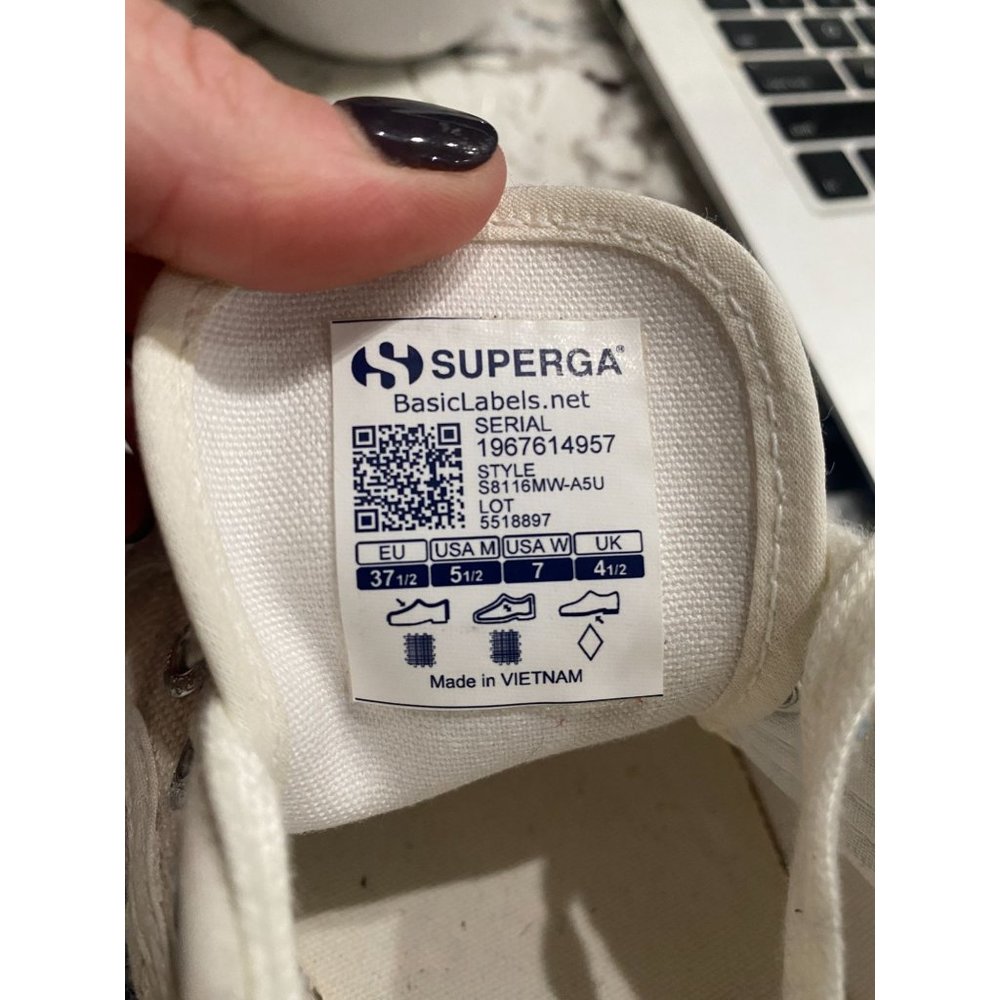 SUPERGA®
BasicLabels.net
SERIAL
1967614957
STYLE
S8116MW-A5U
LOT
5518897
EU USA M USA W UK
37 1/2 5 1/2 7 4 1/2
Made in VIETNAM